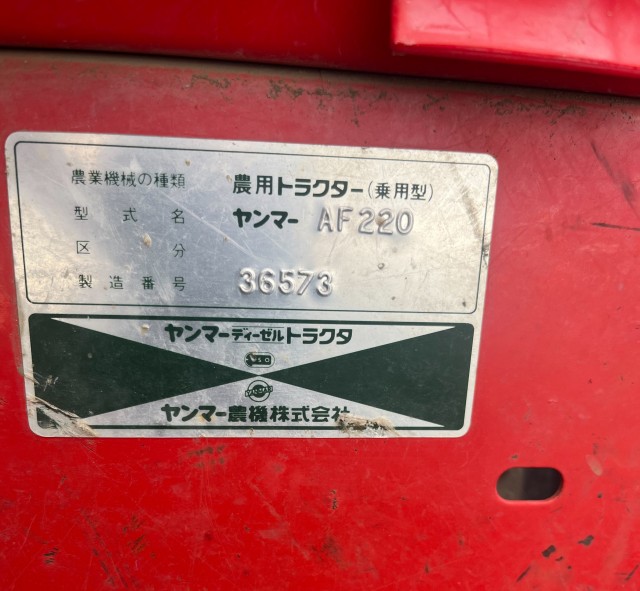 農業機械の種類 農用トラクター(乗用型)
型式名 ヤンマー AF220
区分
製造番号 36573
ヤンマーディーゼルトラクタ
YANMAR
ヤンマー農機株式会社